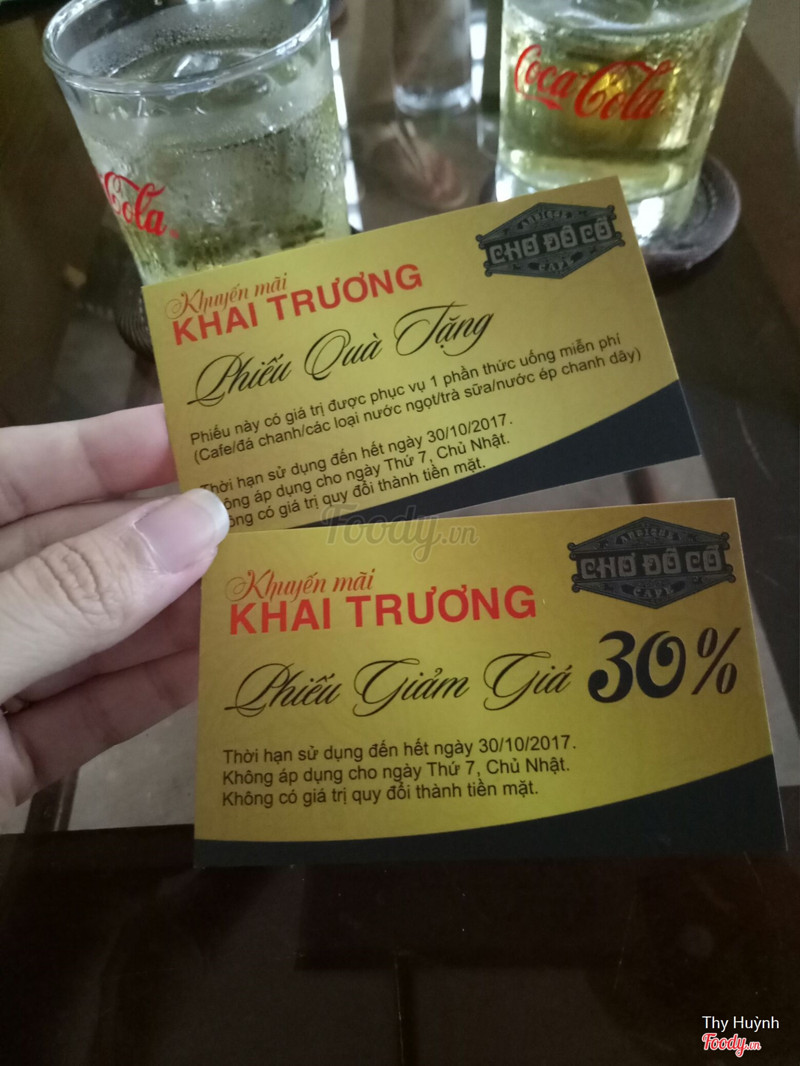 Coca-Cola
Cola
CHỢ ĐỒ CỔ
CAFE
Khuyến mãi
KHAI TRƯƠNG
Phiếu Quà Tặng
Phiếu này có giá trị được phục vụ 1 phần thức uống miễn phí
(Cafe/đá chanh/các loại nước ngọt/trà sữa/nước ép chanh dây)
Thời hạn sử dụng đến hết ngày 30/10/2017.
ông áp dụng cho ngày Thứ 7, Chủ Nhật.
ông có giá trị quy đổi thành tiền mặt.
Foody.vn
CHỢ ĐỒ CỔ
CAFE
Khuyến mãi
KHAI TRƯƠNG
Phiếu Giảm Giá 30%
Thời hạn sử dụng đến hết ngày 30/10/2017.
Không áp dụng cho ngày Thứ 7, Chủ Nhật.
Không có giá trị quy đổi thành tiền mặt.
Thy Huỳnh
Foody.vn